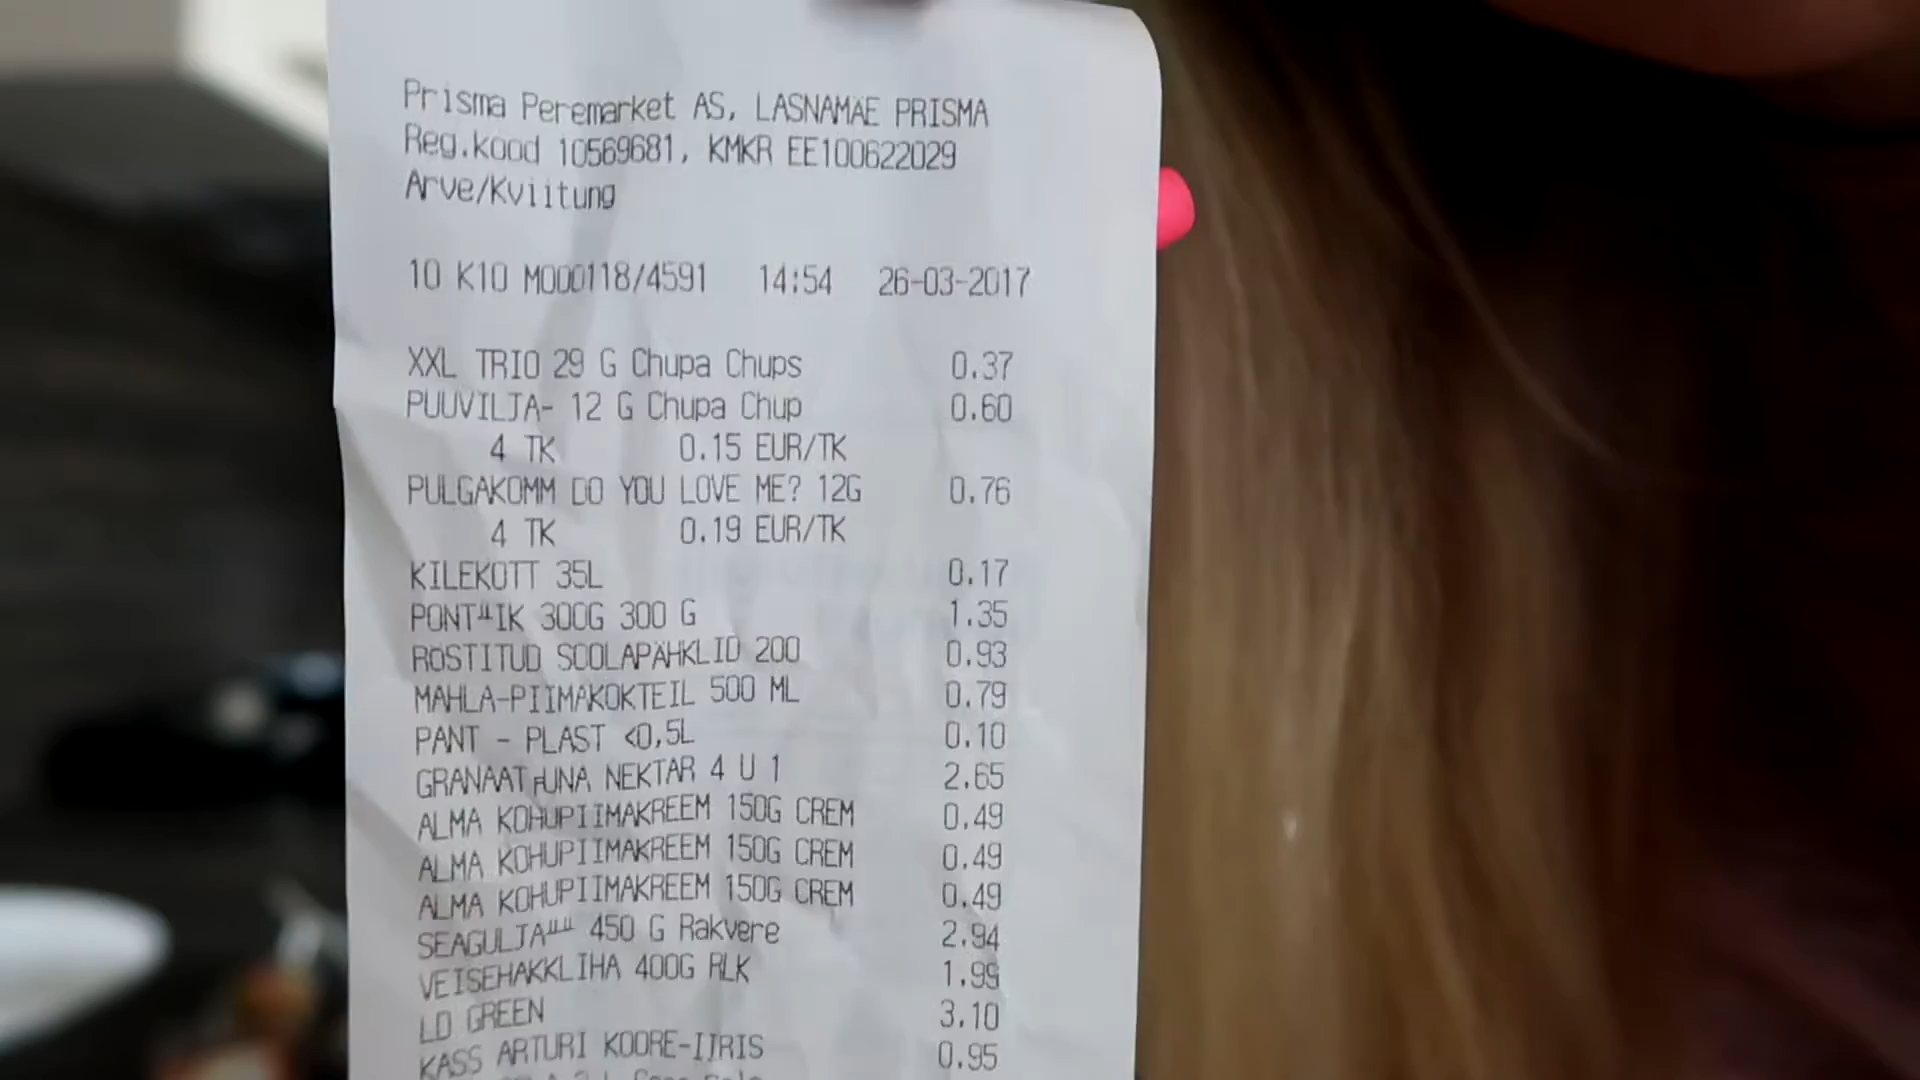 Prisma Peremarket AS, LASNAMÄE PRISMA
Reg.kood 10569681, KMKR EE100622029
Arve/Kviitung
10 K10 M000118/4591 14:54 26-03-2017
XXL TRIO 29 G Chupa Chups 0.37
PUUVILJA- 12 G Chupa Chup 0.60
4 TK 0.15 EUR/TK
PULGAKOMM DO YOU LOVE ME? 12G 0.76
4 TK 0.19 EUR/TK
KILEKOTT 35L 0.17
PONTŠIK 300G 300 G 1.35
RÖSTITUD SOOLAPÄHKLID 200 0.93
MAHLA-PIIMAKOKTEIL 500 ML 0.79
PANT - PLAST <0,5L 0.10
GRANAATÕUNA NEKTAR 4 U 1 2.65
ALMA KOHUPIIMAKREEM 150G CREM 0.49
ALMA KOHUPIIMAKREEM 150G CREM 0.49
ALMA KOHUPIIMAKREEM 150G CREM 0.49
SEAGULJAŠŠ 450 G Rakvere 2.94
VEISEHAKKLIHA 400G RLK 1.99
LD GREEN 3.10
KASS ARTURI KOORE-IIRIS 0.95